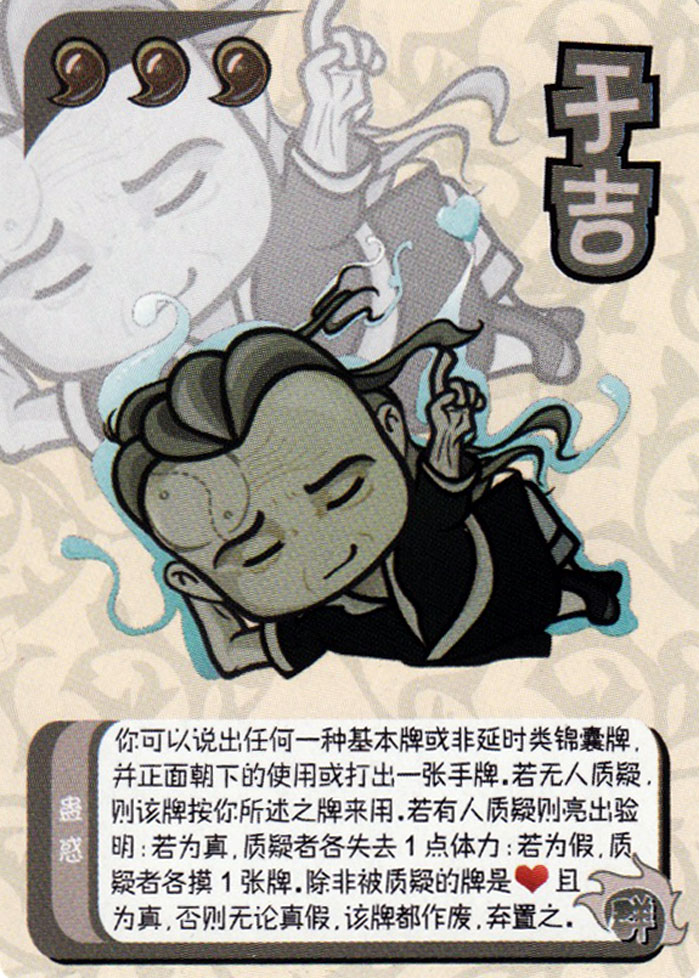 于吉
蛊惑
你可以说出任何一种基本牌或非延时类锦囊牌,
并正面朝下的使用或打出一张手牌.若无人质疑,
则该牌按你所述之牌来用.若有人质疑则亮出验
明:若为真,质疑者各失去1点体力;若为假,质
疑者各摸1张牌.除非被质疑的牌是♥且
为真,否则无论真假,该牌都作废,弃置之.
群